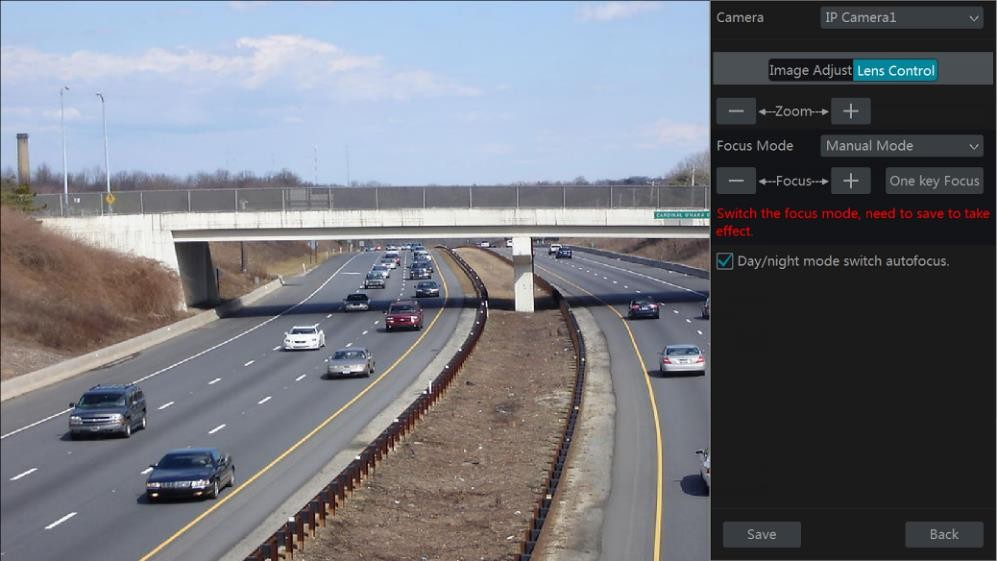 Camera IP Camera1
Image Adjust Lens Control
Zoom
Focus Mode Manual Mode
Focus One key Focus
CARDINAL O'HARA
Switch the focus mode, need to save to take
effect.
Day/night mode switch autofocus.
Save Back